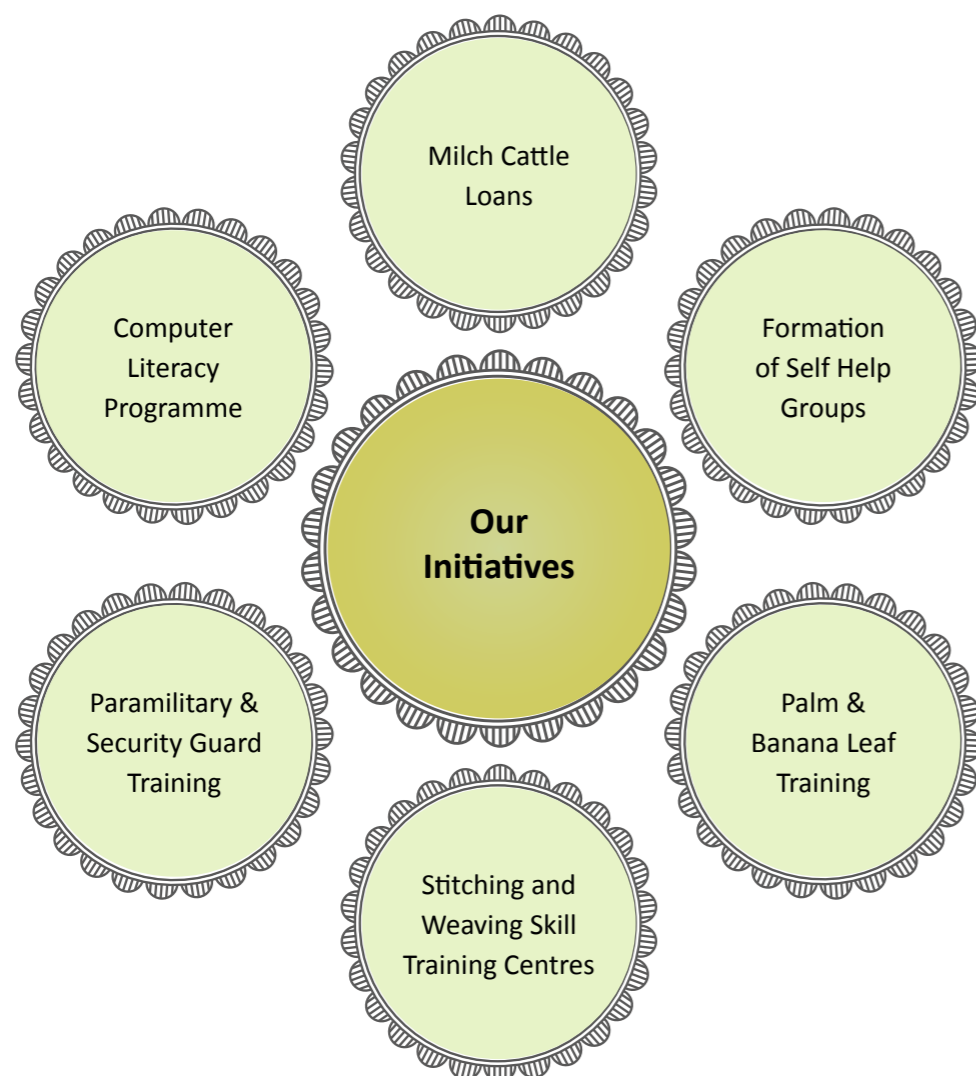 Milch Cattle
Loans
Computer
Literacy
Programme
Formation
of Self Help
Groups
Our
Initiatives
Paramilitary &
Security Guard
Training
Palm &
Banana Leaf
Training
Stitching and
Weaving Skill
Training Centres